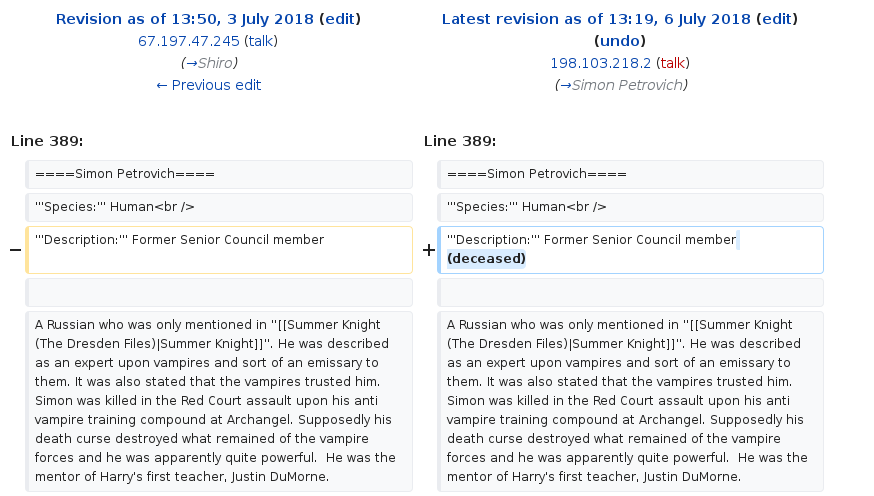 Revision as of 13:50, 3 July 2018 (edit)
67.197.47.245 (talk)
(→Shiro)
← Previous edit
Latest revision as of 13:19, 6 July 2018 (edit)
(undo)
198.103.218.2 (talk)
(→Simon Petrovich)
Line 389:
Line 389:
====Simon Petrovich====
====Simon Petrovich====
'''Species:''' Human<br />
'''Species:''' Human<br />
− '''Description:''' Former Senior Council member
+ '''Description:''' Former Senior Council member
(deceased)
A Russian who was only mentioned in ''[[Summer Knight
(The Dresden Files)|Summer Knight]]''. He was described
as an expert upon vampires and sort of an emissary to
them. It was also stated that the vampires trusted him.
Simon was killed in the Red Court assault upon his anti
vampire training compound at Archangel. Supposedly his
death curse destroyed what remained of the vampire
forces and he was apparently quite powerful.  He was the
mentor of Harry's first teacher, Justin DuMorne.
A Russian who was only mentioned in ''[[Summer Knight
(The Dresden Files)|Summer Knight]]''. He was described
as an expert upon vampires and sort of an emissary to
them. It was also stated that the vampires trusted him.
Simon was killed in the Red Court assault upon his anti
vampire training compound at Archangel. Supposedly his
death curse destroyed what remained of the vampire
forces and he was apparently quite powerful.  He was the
mentor of Harry's first teacher, Justin DuMorne.